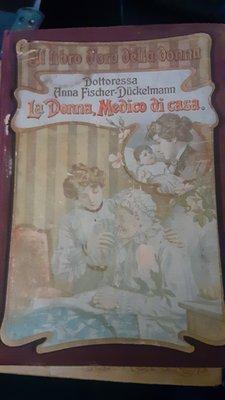 Il libro d'oro della donna
Dottoressa
Anna Fischer-Dückelmann
La Donna, Medico di casa.